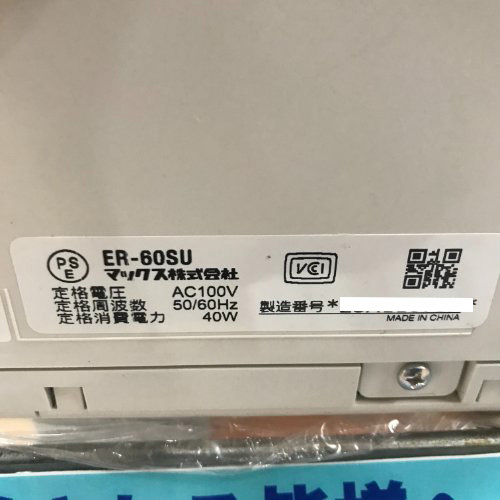 PS
E
ER-60SU
マックス株式会社
VCI
定格電圧 AC100V
定格周波数 50/60Hz
定格消費電力 40W
製造番号*
*
MADE IN CHINA